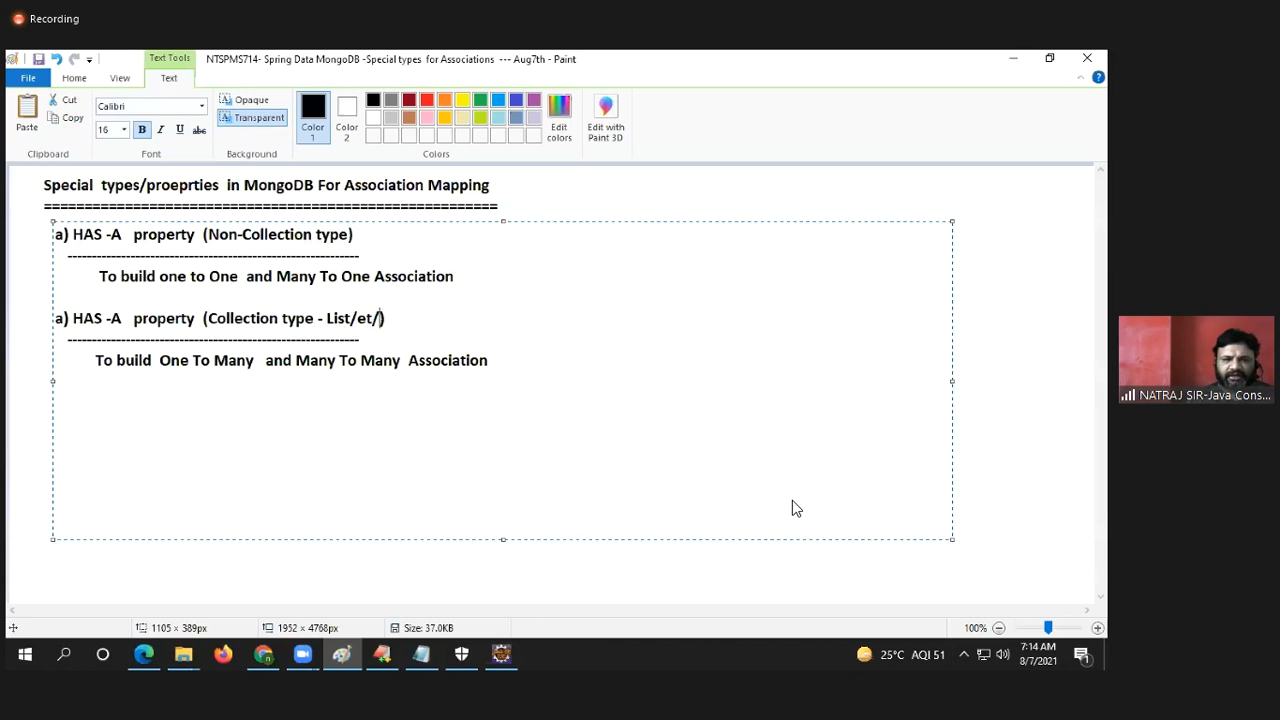 Recording
Text Tools
NTSPMS714- Spring Data MongoDB -Special types for Associations --- Aug7th - Paint
File
Home
View
Text
Paste
Cut
Copy
Clipboard
Calibri
16
B I U abc
Font
Opaque
Transparent
Background
Color 1
Color 2
Edit colors
Colors
Edit with Paint 3D
Special types/proeprties in MongoDB For Association Mapping
=====================================================
a) HAS -A property (Non-Collection type)
-----------------------------------------------------------
To build one to One and Many To One Association
a) HAS -A property (Collection type - List/et/)
-----------------------------------------------------------
To build One To Many and Many To Many Association
NATRAJ SIR-Java Cons...
1105 × 389px
1952 × 4768px
Size: 37.0KB
100%
25°C AQI 51
7:14 AM
8/7/2021
1